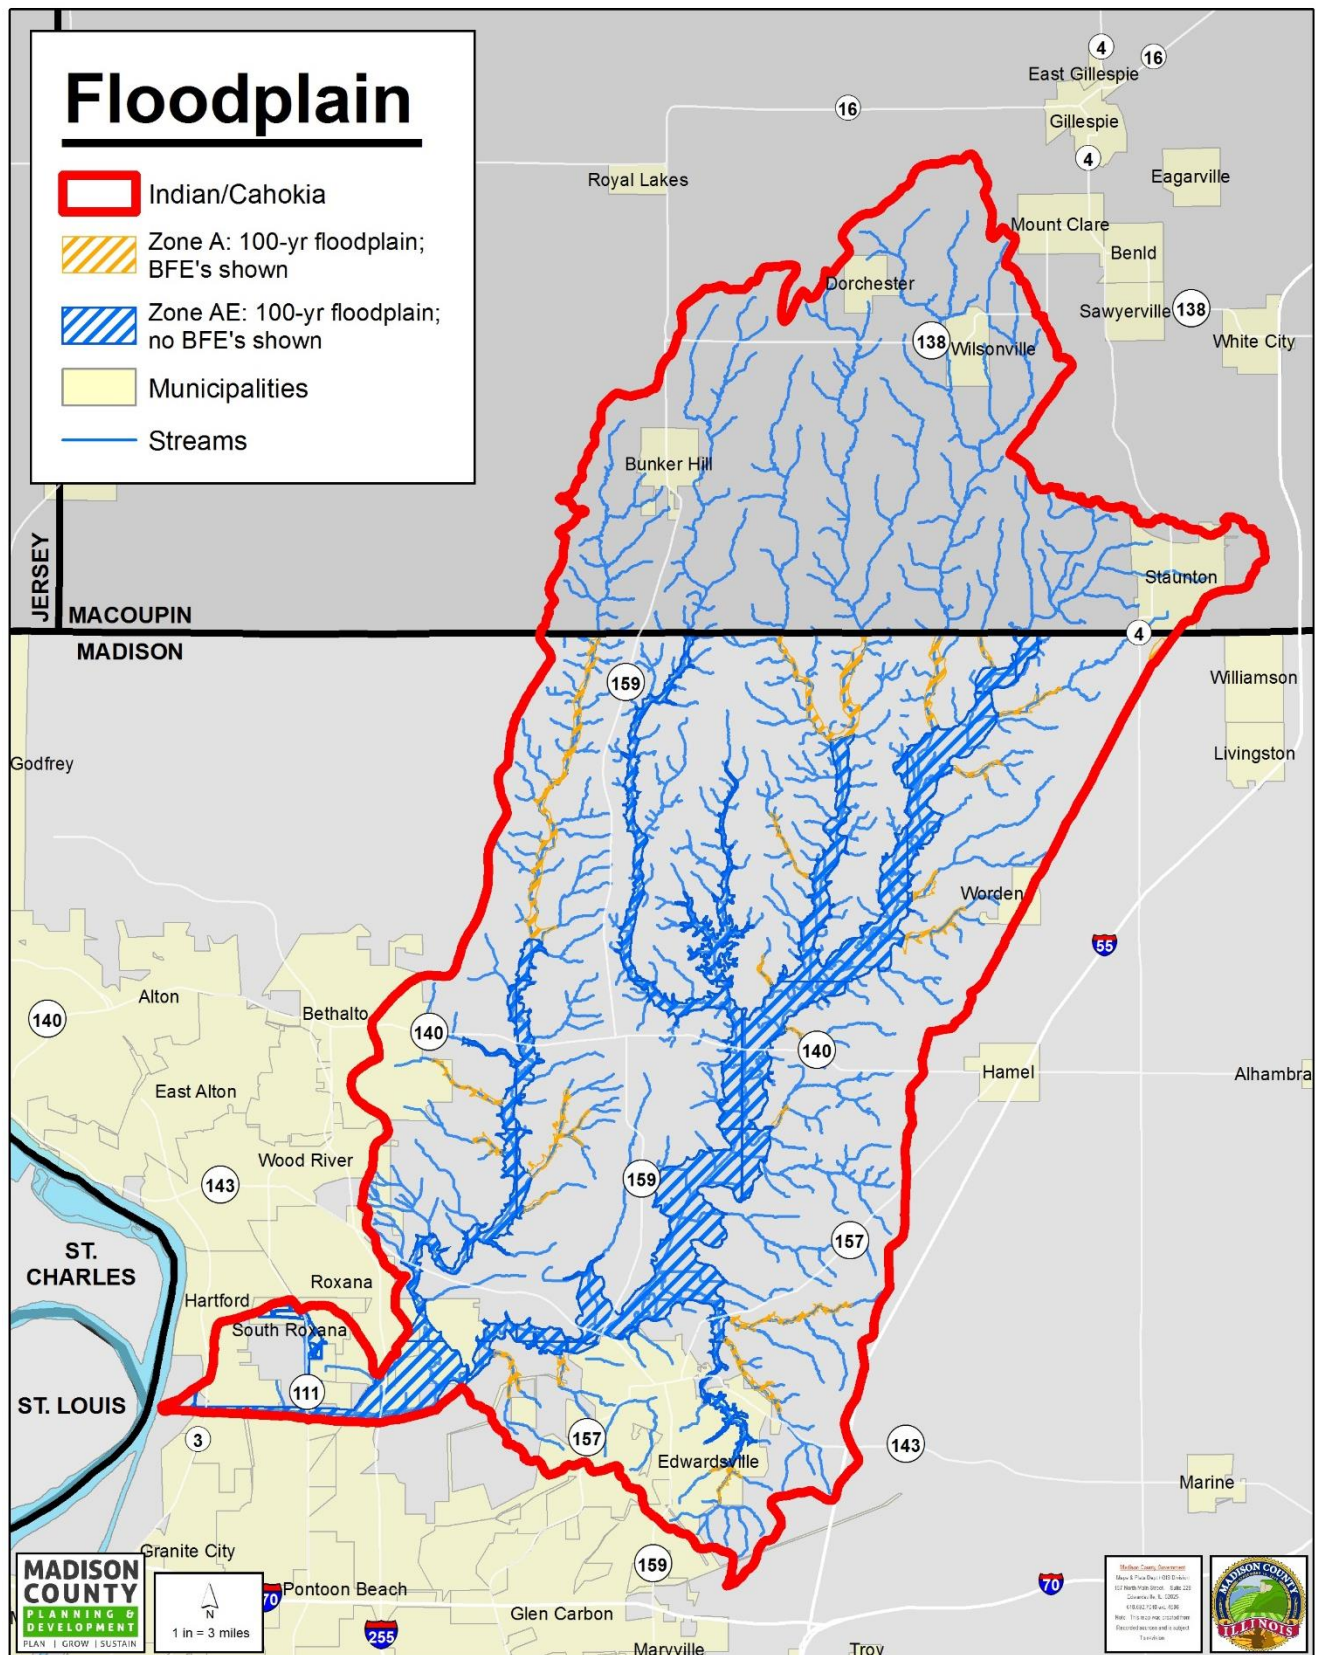 Floodplain
Indian/Cahokia
Zone A: 100-yr floodplain;
BFE's shown
Zone AE: 100-yr floodplain;
no BFE's shown
Municipalities
Streams
4
16
East Gillespie
16
Gillespie
4
Royal Lakes
Eagarville
Mount Clare
Benld
Dorchester
Sawyerville
138
138
Wilsonville
White City
Bunker Hill
JERSEY
Staunton
MACOUPIN
4
MADISON
159
Williamson
Godfrey
Livingston
Worden
55
Alton
140
Bethalto
140
140
Hamel
Alhambra
East Alton
Wood River
143
159
157
ST.
CHARLES
Roxana
Hartford
South Roxana
111
ST. LOUIS
3
157
143
Edwardsville
Marine
Granite City
159
MADISON
COUNTY
PLANNING &
DEVELOPMENT
PLAN | GROW | SUSTAIN
N
1 in = 3 miles
70
Pontoon Beach
255
Glen Carbon
Maryville
Troy
70
Madison County Government
MADISON COUNTY
ILLINOIS